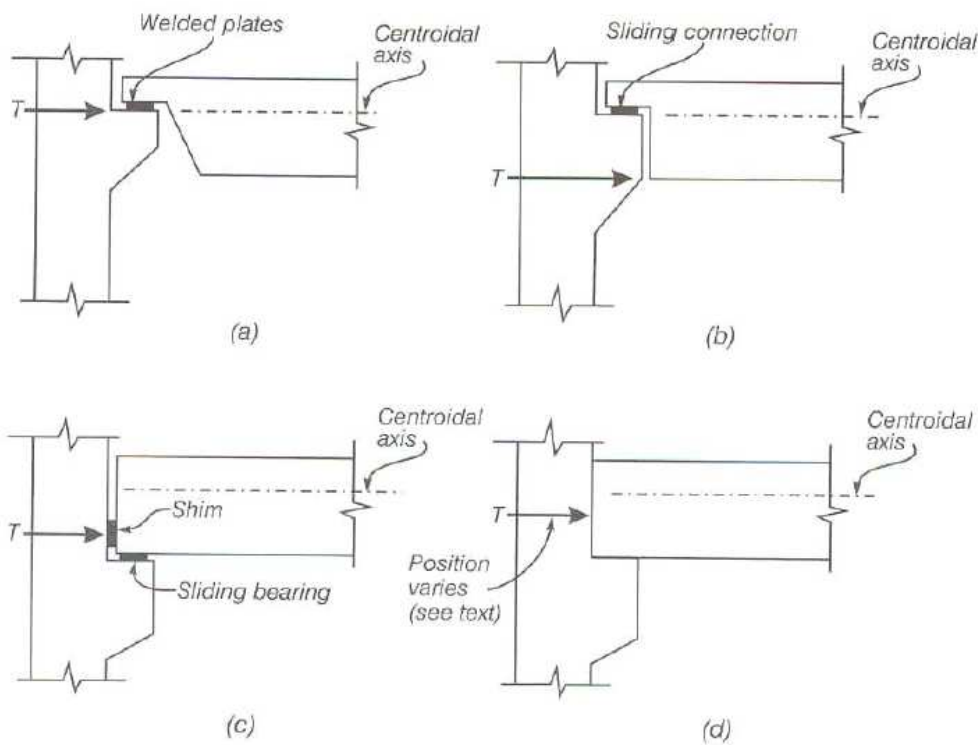 Welded plates
Centroidal
axis
T
(a)
Sliding connection
Centroidal
axis
T
(b)
Centroidal
axis
Shim
T
Sliding bearing
(c)
Centroidal
axis
T
Position
varies
(see text)
(d)